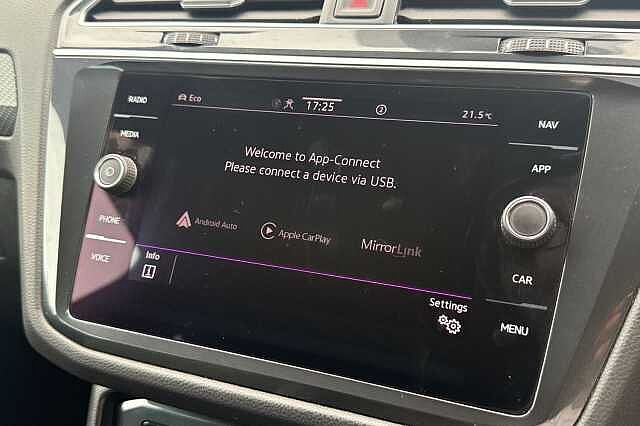 RADIO
MEDIA
PHONE
VOICE
Eco
17:25
2
21.5°C
Welcome to App-Connect
Please connect a device via USB.
Android Auto
Apple CarPlay
MirrorLink
Info
Settings
NAV
APP
CAR
MENU